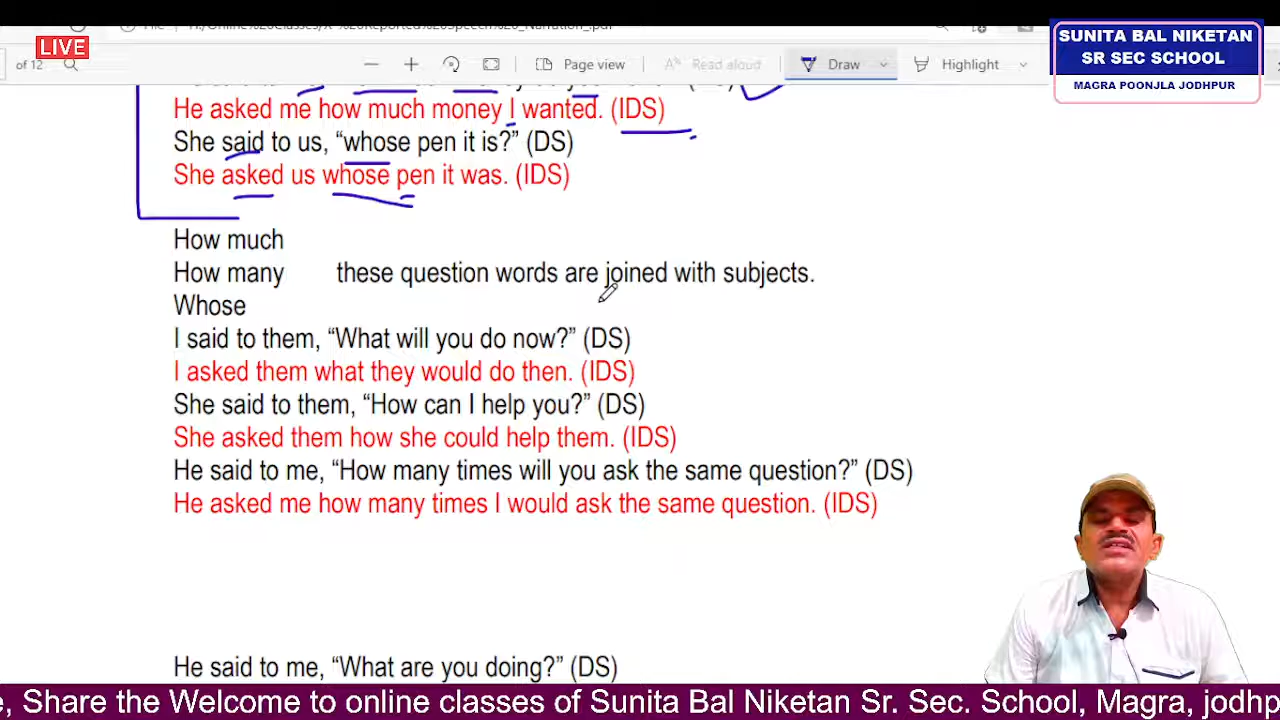 LIVE
SUNITA BAL NIKETAN
SR SEC SCHOOL
MAGRA POONJLA JODHPUR
of 12
Page view
Read aloud
Draw
Highlight
He asked me how much money I wanted. (IDS)
She said to us, “whose pen it is?” (DS)
She asked us whose pen it was. (IDS)
How much
How many these question words are joined with subjects.
Whose
I said to them, “What will you do now?” (DS)
I asked them what they would do then. (IDS)
She said to them, “How can I help you?” (DS)
She asked them how she could help them. (IDS)
He said to me, “How many times will you ask the same question?” (DS)
He asked me how many times I would ask the same question. (IDS)
He said to me, “What are you doing?” (DS)
e, Share the Welcome to online classes of Sunita Bal Niketan Sr. Sec. School, Magra, jodhp